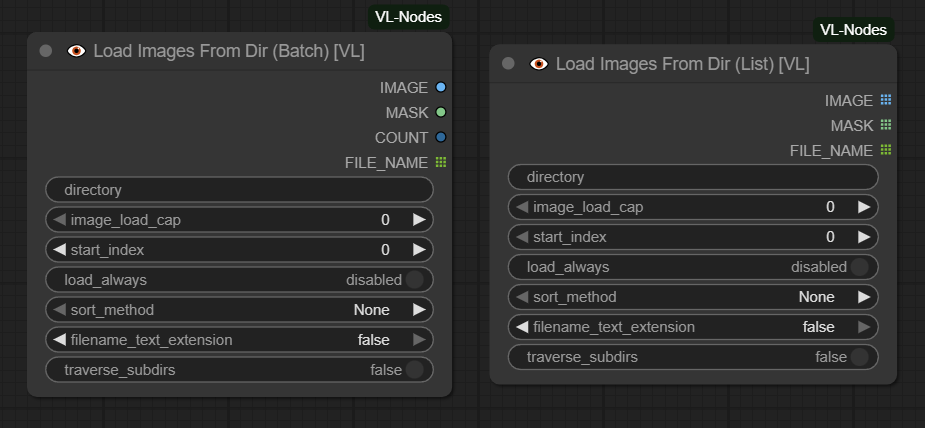 VL-Nodes
Load Images From Dir (Batch) [VL]
IMAGE
MASK
COUNT
FILE_NAME
directory
image_load_cap 0
start_index 0
load_always disabled
sort_method None
filename_text_extension false
traverse_subdirs false
VL-Nodes
Load Images From Dir (List) [VL]
IMAGE
MASK
FILE_NAME
directory
image_load_cap 0
start_index 0
load_always disabled
sort_method None
filename_text_extension false
traverse_subdirs false